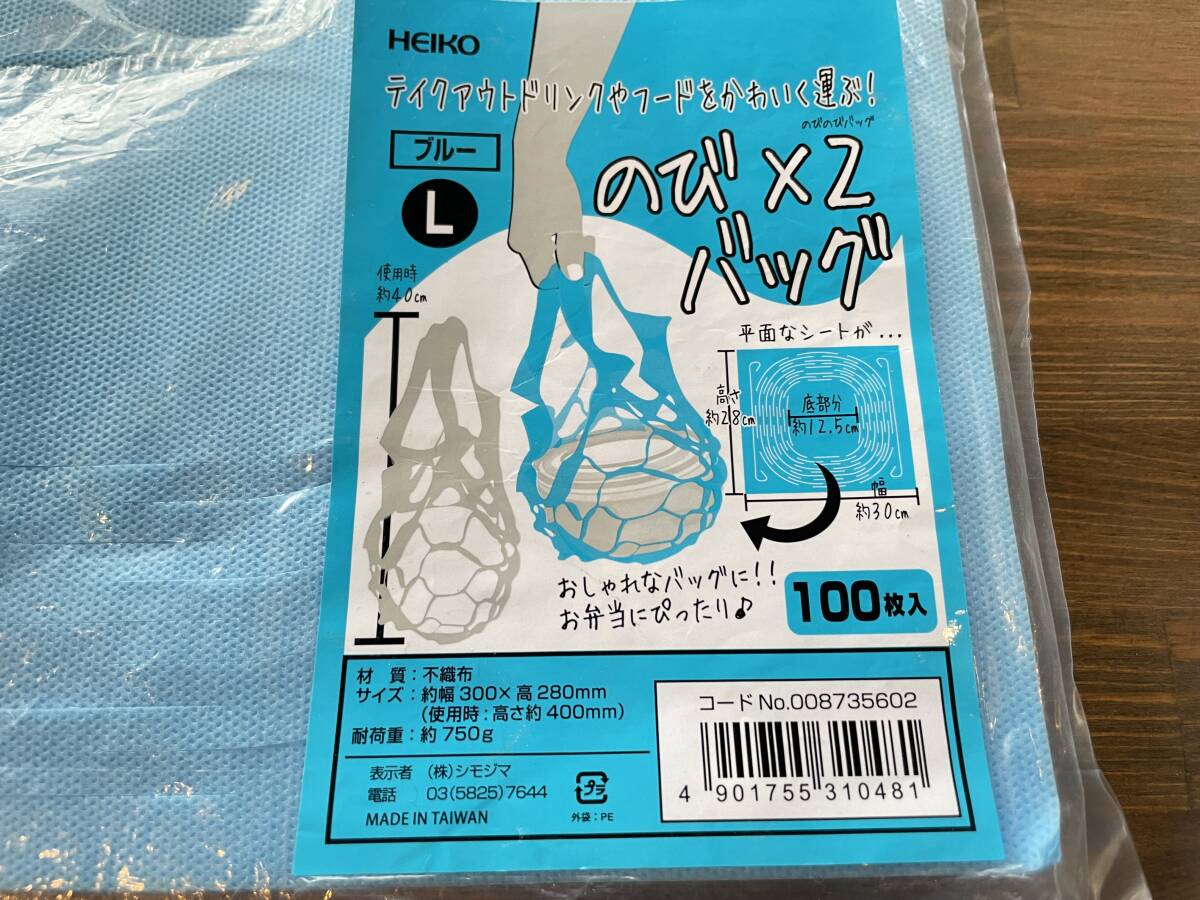 HEIKO
テイクアウトドリンクやフードをかわいく運ぶ!
ブルー
L
のびのびバッグ
のび×2
バッグ
使用時
約40cm
平面なシートが...
高さ
約28cm
底部分
約12.5cm
幅
約30cm
おしゃれなバッグに!!
お弁当にぴったり♪
100枚入
材 質:不織布
サイズ:約幅300×高280mm
(使用時:高さ約400mm)
耐荷重:約750g
表示者 (株)シモジマ
電話 03(5825)7644
MADE IN TAIWAN
プラ
外袋:PE
コードNo.008735602
4 901755 310481